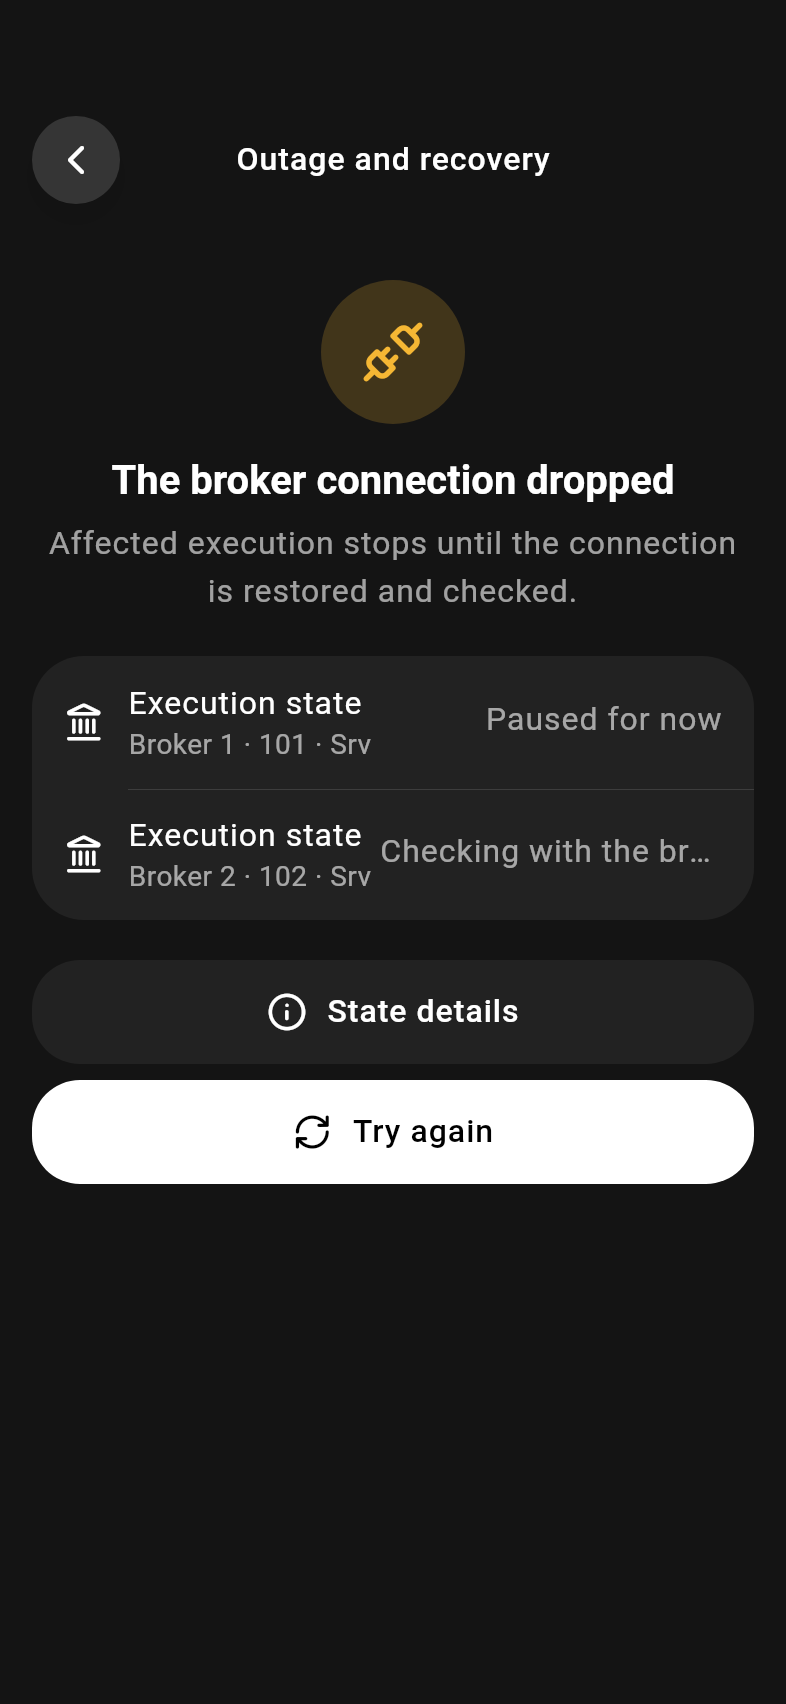 Outage and recovery
The broker connection dropped
Affected execution stops until the connection
is restored and checked.
Execution state
Broker 1 · 101 · Srv
Paused for now
Execution state
Broker 2 · 102 · Srv
Checking with the br…
State details
Try again